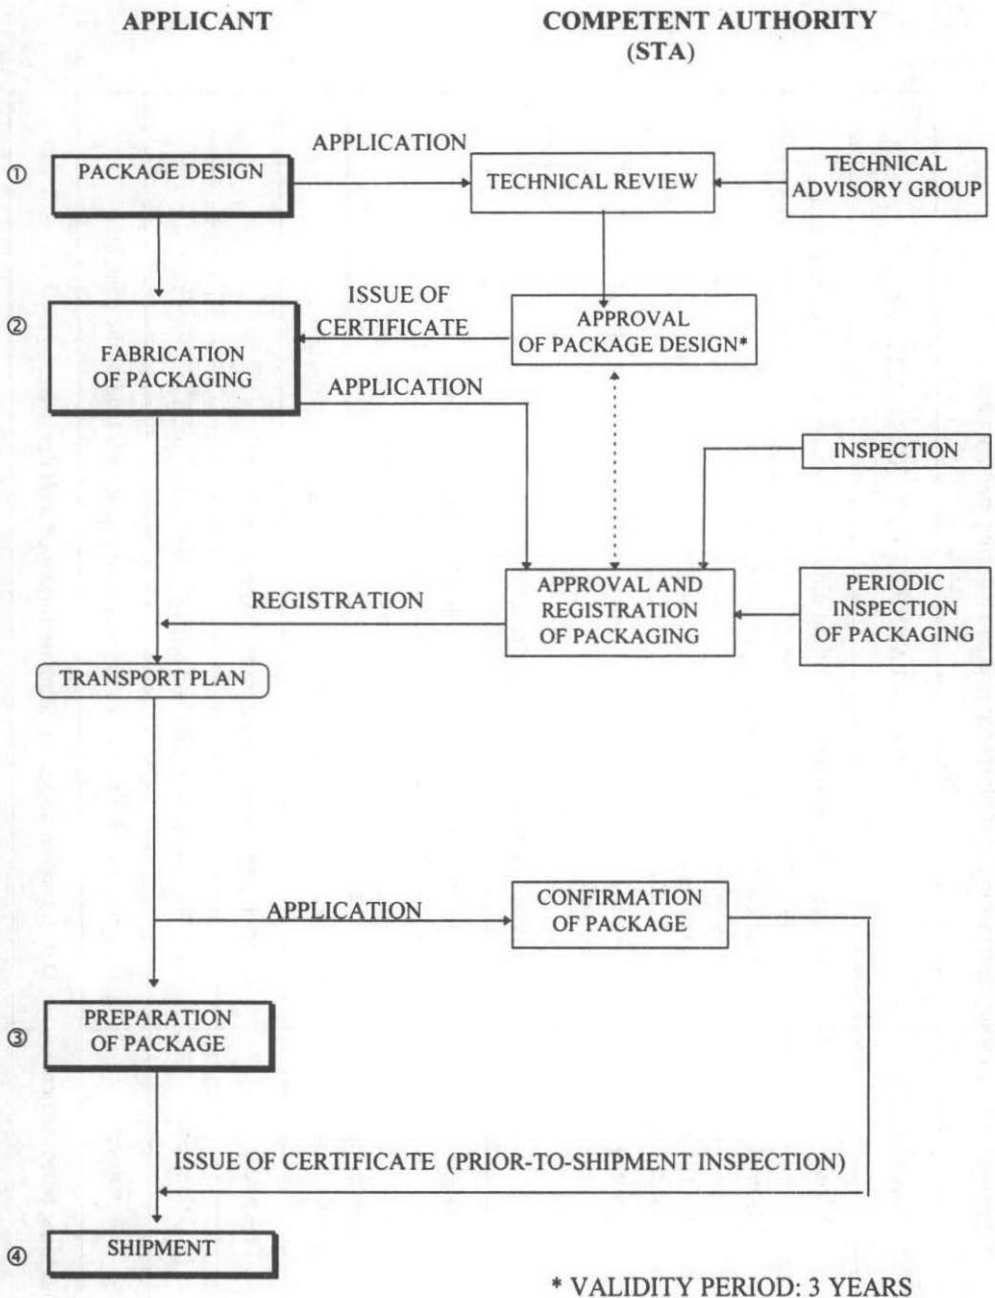 APPLICANT
COMPETENT AUTHORITY
(STA)
①
PACKAGE DESIGN
APPLICATION
TECHNICAL REVIEW
TECHNICAL
ADVISORY GROUP
②
FABRICATION
OF PACKAGING
ISSUE OF
CERTIFICATE
APPROVAL
OF PACKAGE DESIGN*
APPLICATION
INSPECTION
APPROVAL AND
REGISTRATION
OF PACKAGING
PERIODIC
INSPECTION
OF PACKAGING
REGISTRATION
TRANSPORT PLAN
APPLICATION
CONFIRMATION
OF PACKAGE
③
PREPARATION
OF PACKAGE
ISSUE OF CERTIFICATE (PRIOR-TO-SHIPMENT INSPECTION)
④
SHIPMENT
* VALIDITY PERIOD: 3 YEARS